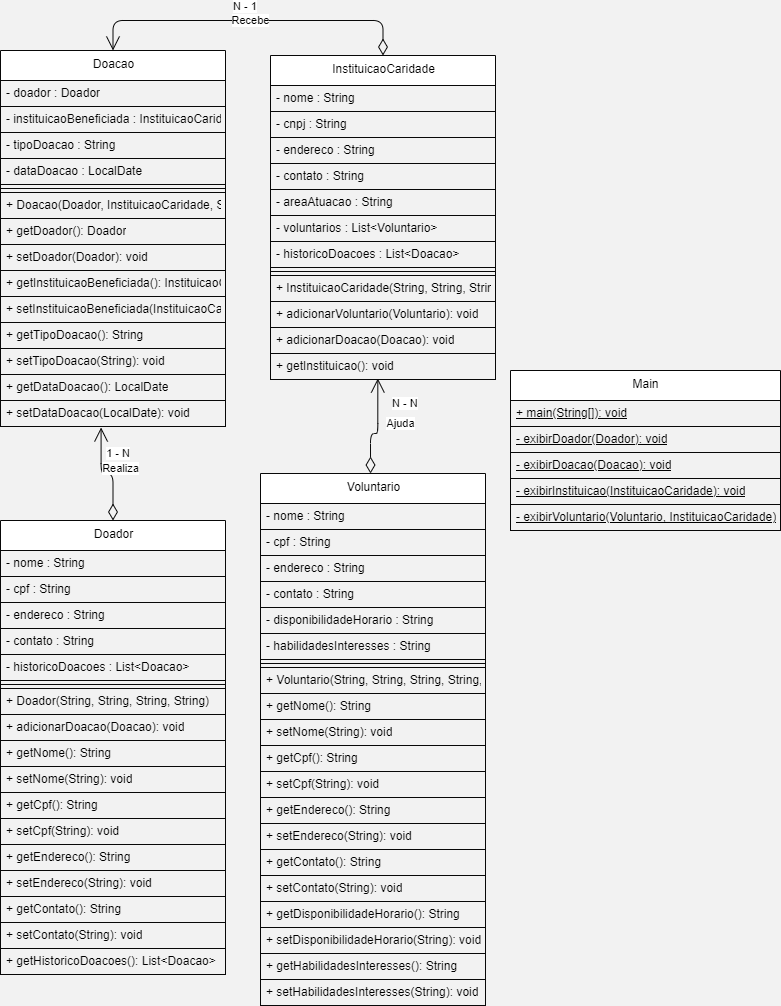 N - 1
Recebe
Doacao
- doador : Doador
- instituicaoBeneficiada : InstituicaoCarid
- tipoDoacao : String
- dataDoacao : LocalDate
+ Doacao(Doador, InstituicaoCaridade, S
+ getDoador(): Doador
+ setDoador(Doador): void
+ getInstituicaoBeneficiada(): Instituicao(
+ setInstituicaoBeneficiada(InstituicaoCa
+ getTipoDoacao(): String
+ setTipoDoacao(String): void
+ getDataDoacao(): LocalDate
+ setDataDoacao(LocalDate): void
InstituicaoCaridade
- nome : String
- cnpj : String
- endereco : String
- contato : String
- areaAtuacao : String
- voluntarios : List<Voluntario>
- historicoDoacoes : List<Doacao>
+ InstituicaoCaridade(String, String, Strin
+ adicionarVoluntario(Voluntario): void
+ adicionarDoacao(Doacao): void
+ getInstituicao(): void
Main
+ main(String[]): void
- exibirDoador(Doador): void
- exibirDoacao(Doacao): void
- exibirInstituicao(InstituicaoCaridade): void
- exibirVoluntario(Voluntario, InstituicaoCaridade)
N - N
Ajuda
1 - N
Realiza
Doador
- nome : String
- cpf : String
- endereco : String
- contato : String
- historicoDoacoes : List<Doacao>
+ Doador(String, String, String, String)
+ adicionarDoacao(Doacao): void
+ getNome(): String
+ setNome(String): void
+ getCpf(): String
+ setCpf(String): void
+ getEndereco(): String
+ setEndereco(String): void
+ getContato(): String
+ setContato(String): void
+ getHistoricoDoacoes(): List<Doacao>
Voluntario
- nome : String
- cpf : String
- endereco : String
- contato : String
- disponibilidadeHorario : String
- habilidadesInteresses : String
+ Voluntario(String, String, String, String,
+ getNome(): String
+ setNome(String): void
+ getCpf(): String
+ setCpf(String): void
+ getEndereco(): String
+ setEndereco(String): void
+ getContato(): String
+ setContato(String): void
+ getDisponibilidadeHorario(): String
+ setDisponibilidadeHorario(String): void
+ getHabilidadesInteresses(): String
+ setHabilidadesInteresses(String): void